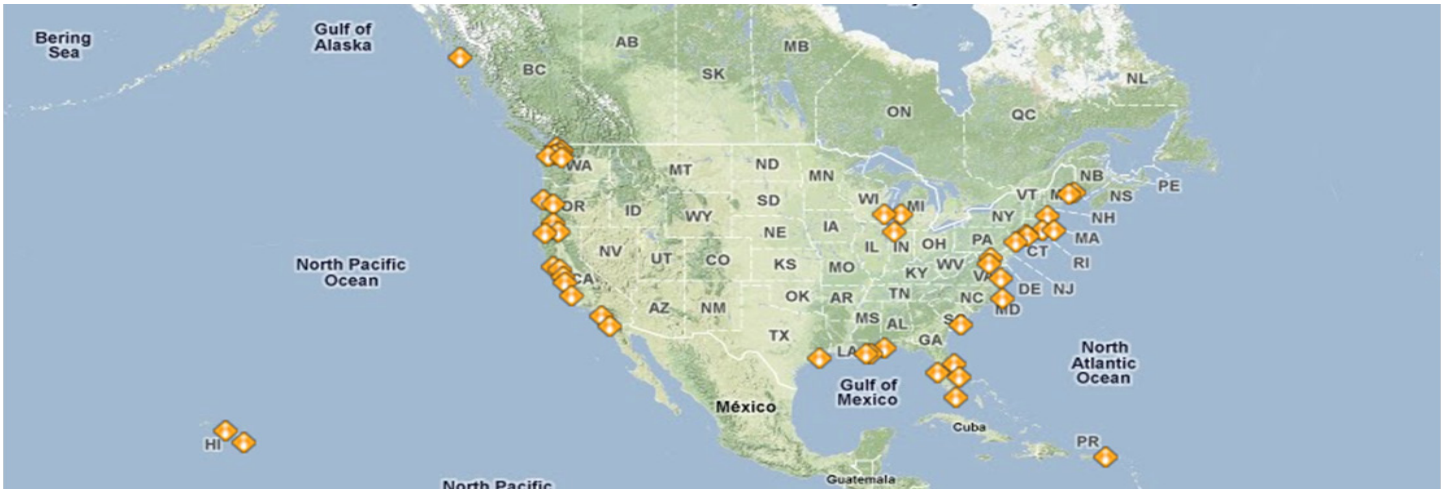 Bering
Sea
Gulf of
Alaska
AB
MB
BC
SK
NL
ON
QC
WA
MT
ND
MN
NB
PE
VT
NS
OR
ID
WY
SD
WI
MI
NY
NH
NV
UT
CO
NE
IA
IL
IN
OH
PA
CT
MA
RI
North Pacific
Ocean
CA
KS
MO
KY
WV
VA
DE
NJ
AZ
NM
OK
AR
TN
NC
MD
TX
MS
AL
GA
LA
North
Atlantic
Ocean
Gulf of
Mexico
México
Cuba
HI
PR
Guatemala
North Pacific